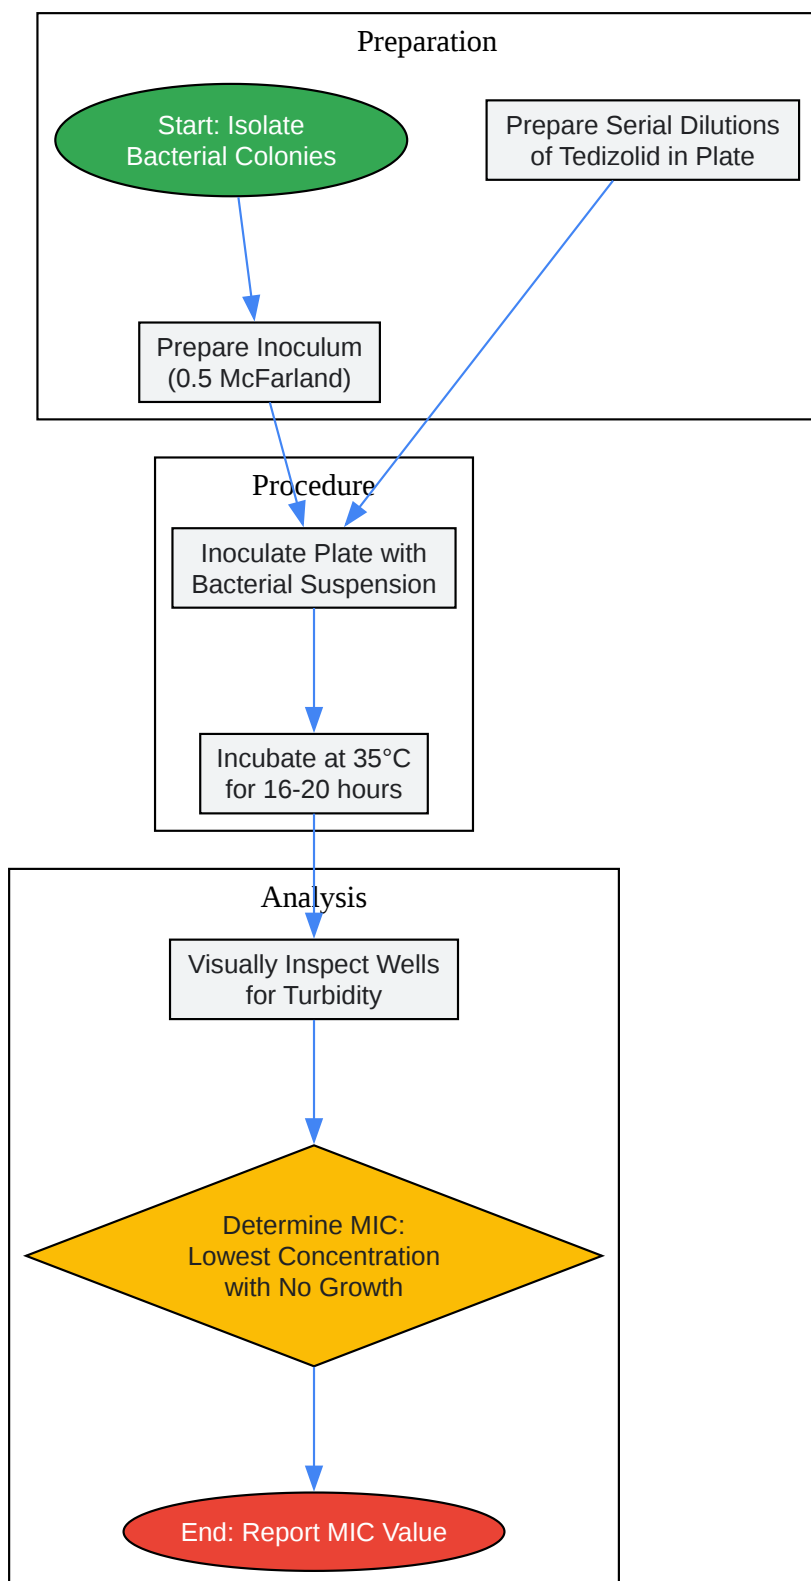 Preparation
Start: Isolate
Bacterial Colonies
Prepare Serial Dilutions
of Tedizolid in Plate
Prepare Inoculum
(0.5 McFarland)
Procedure
Inoculate Plate with
Bacterial Suspension
Incubate at 35°C
for 16-20 hours
Analysis
Visually Inspect Wells
for Turbidity
Determine MIC:
Lowest Concentration
with No Growth
End: Report MIC Value